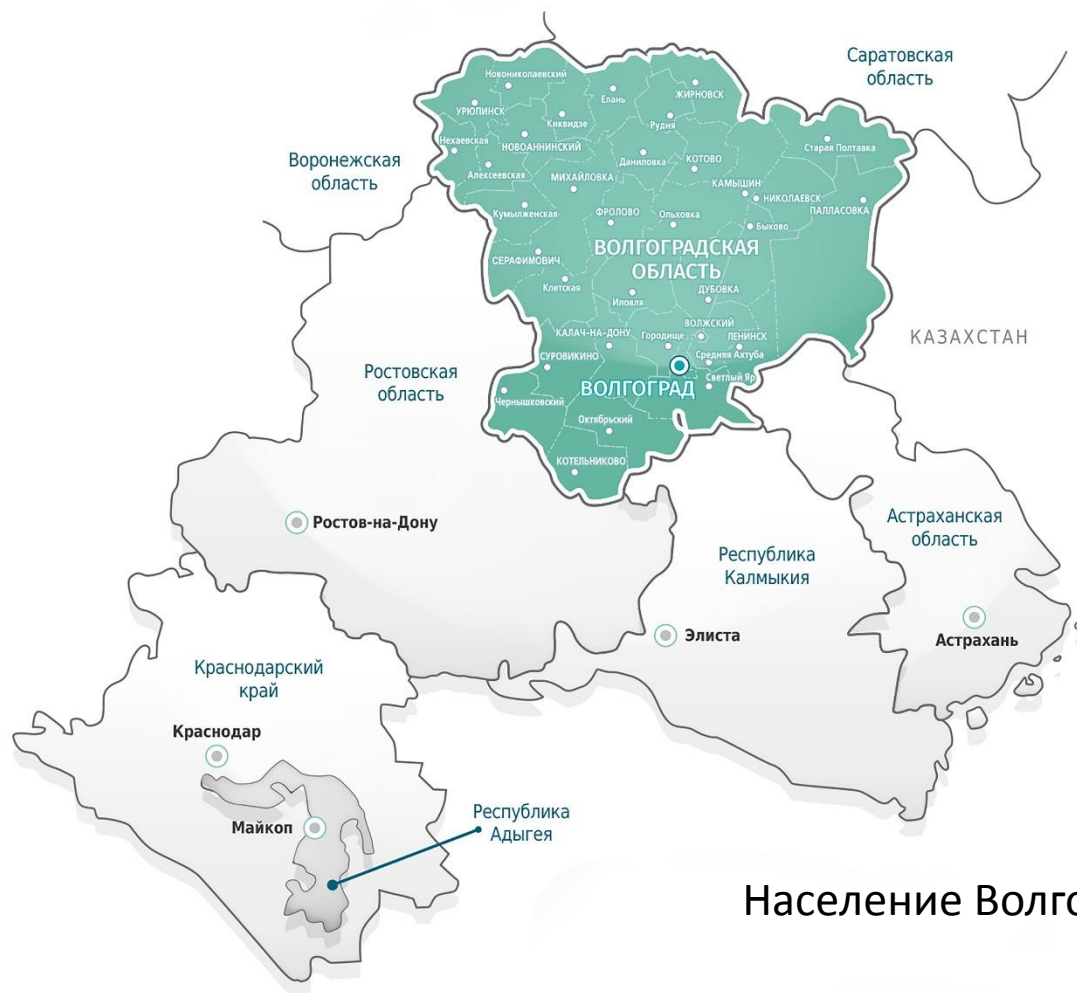 Саратовская
область
Новониколаевский
Елань
ЖИРНОВСК
УРЮПИНСК
Киквидзе
Рудня
Нехаевская
НОВОАННИНСКИЙ
Старая Полтавка
Воронежская
область
Даниловка
КОТОВО
Алексеевская
МИХАЙЛОВКА
КАМЫШИН
НИКОЛАЕВСК
ПАЛЛАСОВКА
Кумылженская
ФРОЛОВО
Ольховка
Быково
ВОЛГОГРАДСКАЯ
ОБЛАСТЬ
СЕРАФИМОВИЧ
Клетская
Иловля
ДУБОВКА
КАЛАЧ-НА-ДОНУ
Городище
ВОЛЖСКИЙ
ЛЕНИНСК
КАЗАХСТАН
СУРОВИКИНО
Средняя Ахтуба
Ростовская
область
ВОЛГОГРАД
Светлый Яр
Чернышковский
Октябрьский
КОТЕЛЬНИКОВО
Ростов-на-Дону
Астраханская
область
Республика
Калмыкия
Элиста
Астрахань
Краснодарский
край
Краснодар
Майкоп
Республика
Адыгея
Население Волго